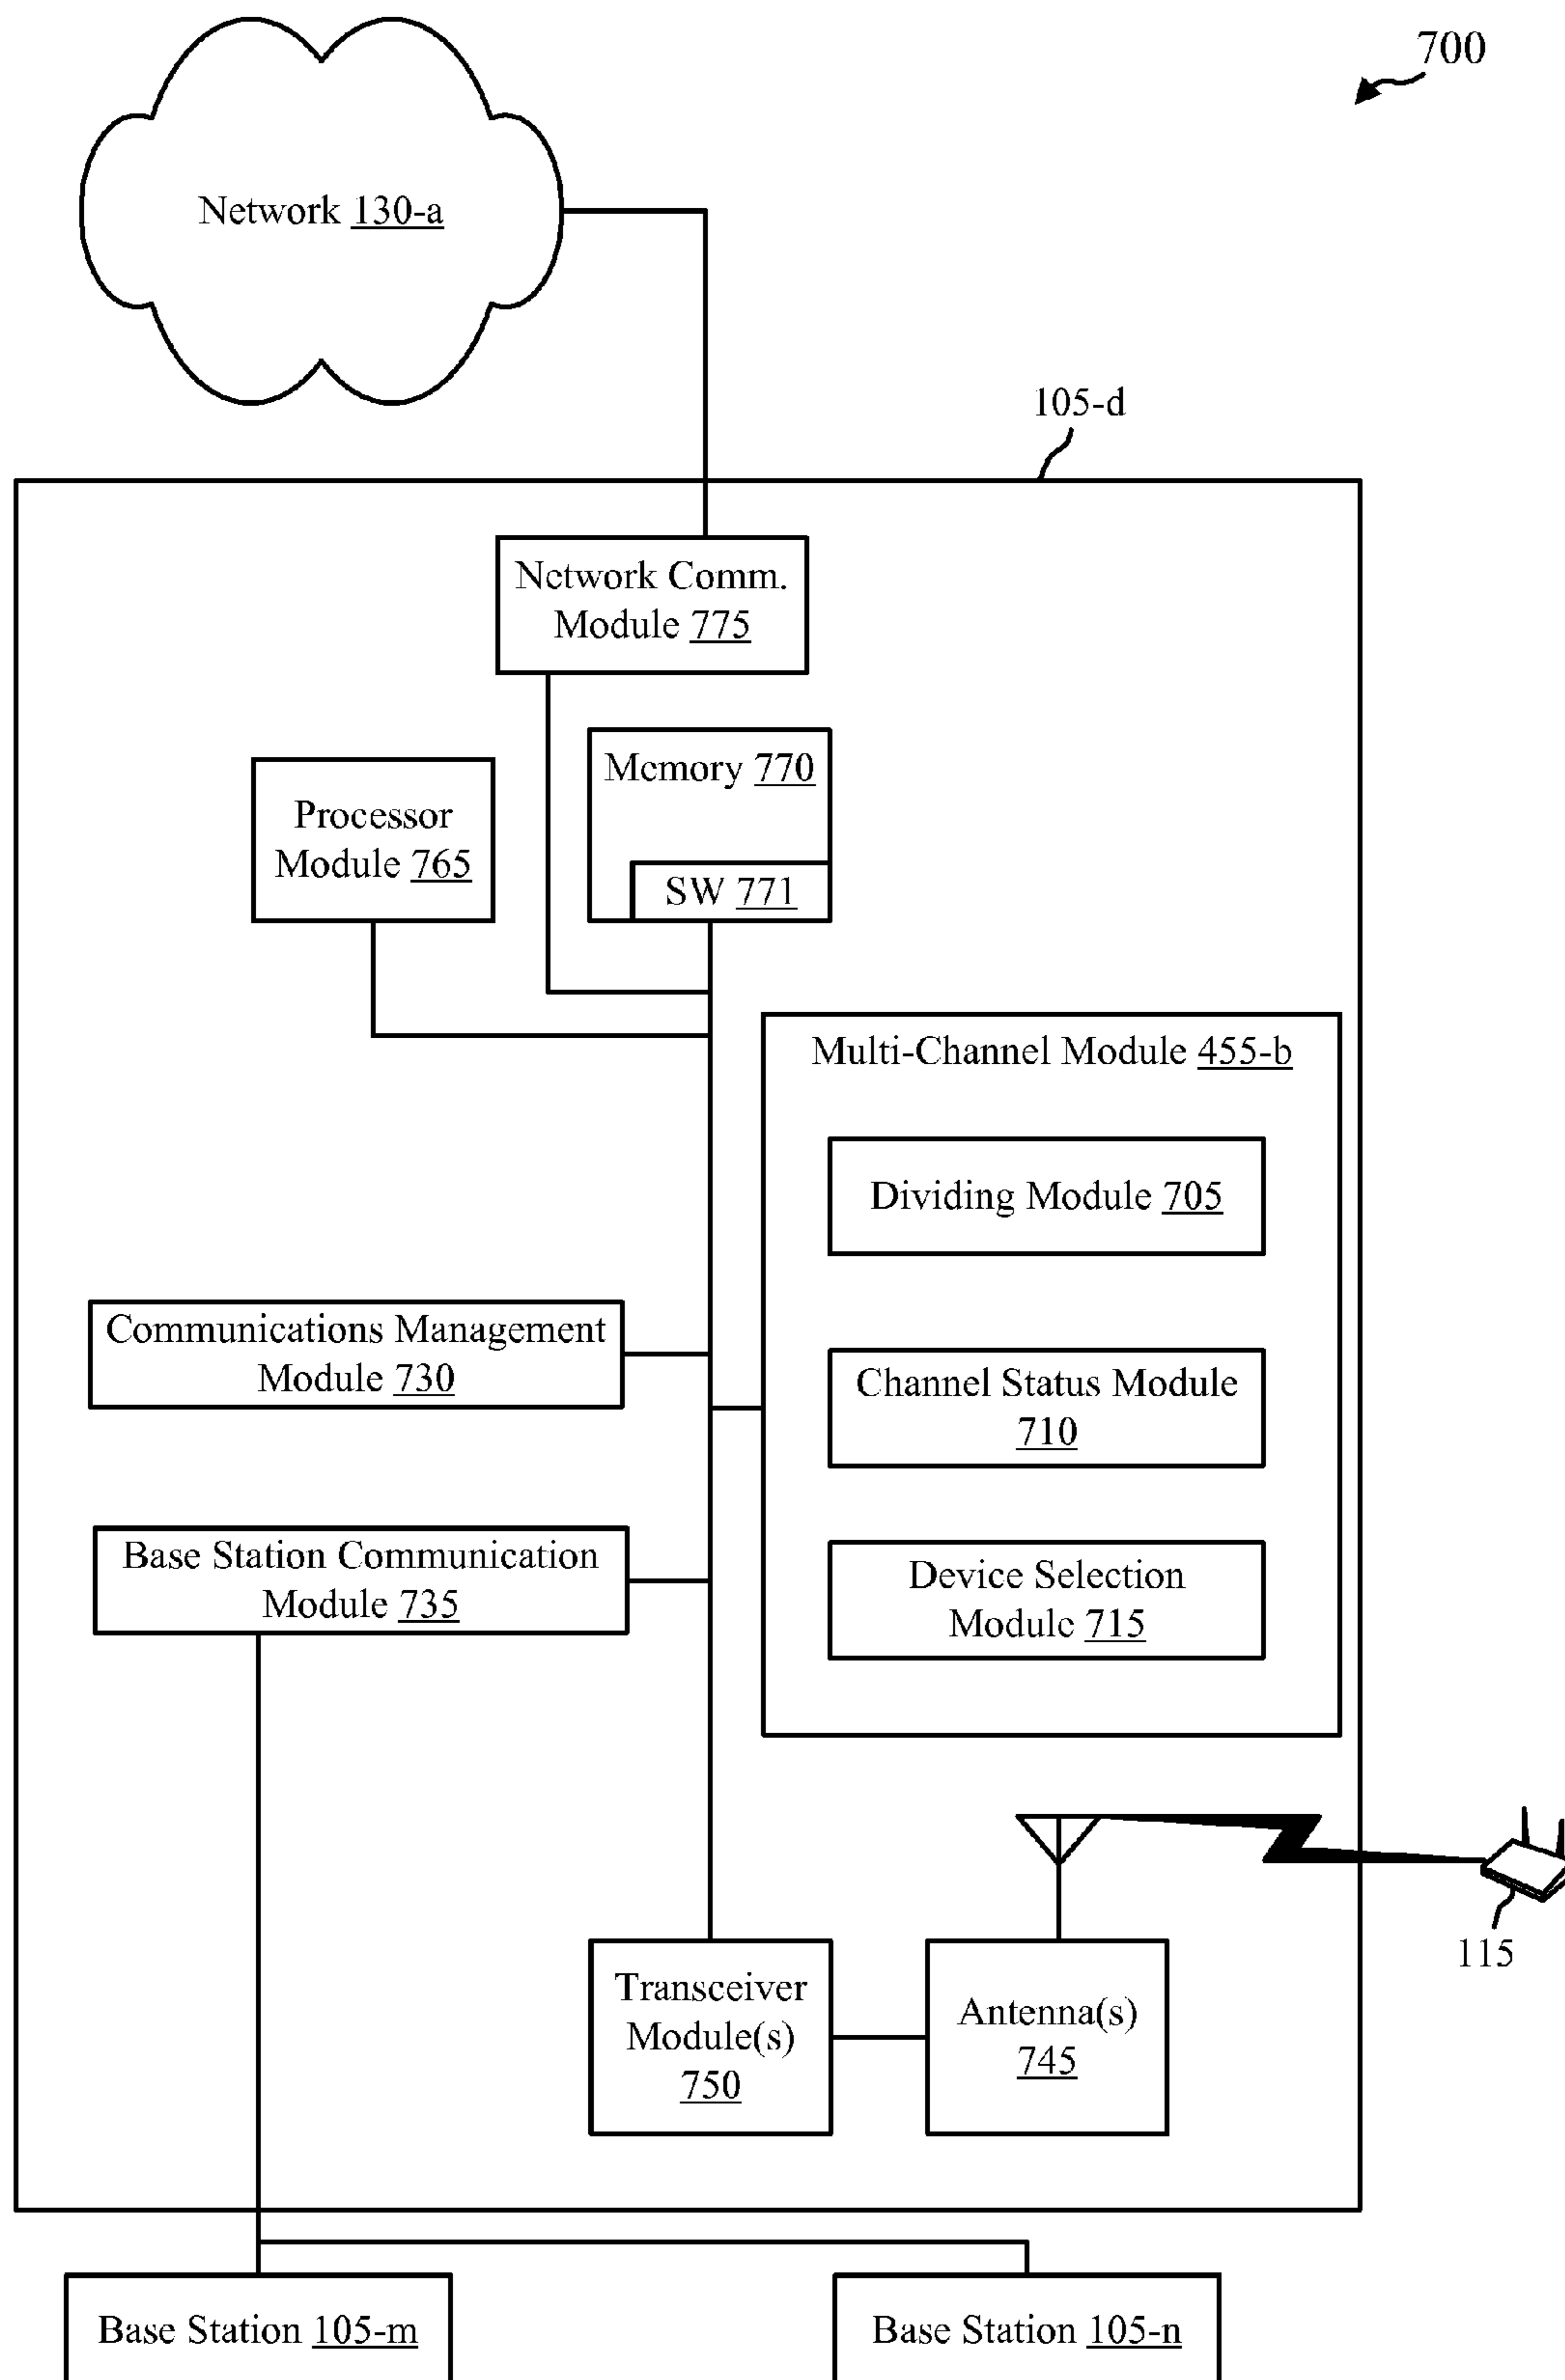 700
Network 130-a
105-d
Network Comm.
Module 775
Memory 770
SW 771
Processor
Module 765
Multi-Channel Module 455-b
Dividing Module 705
Communications Management
Module 730
Channel Status Module
710
Base Station Communication
Module 735
Device Selection
Module 715
115
Transceiver
Module(s)
750
Antenna(s)
745
Base Station 105-m
Base Station 105-n